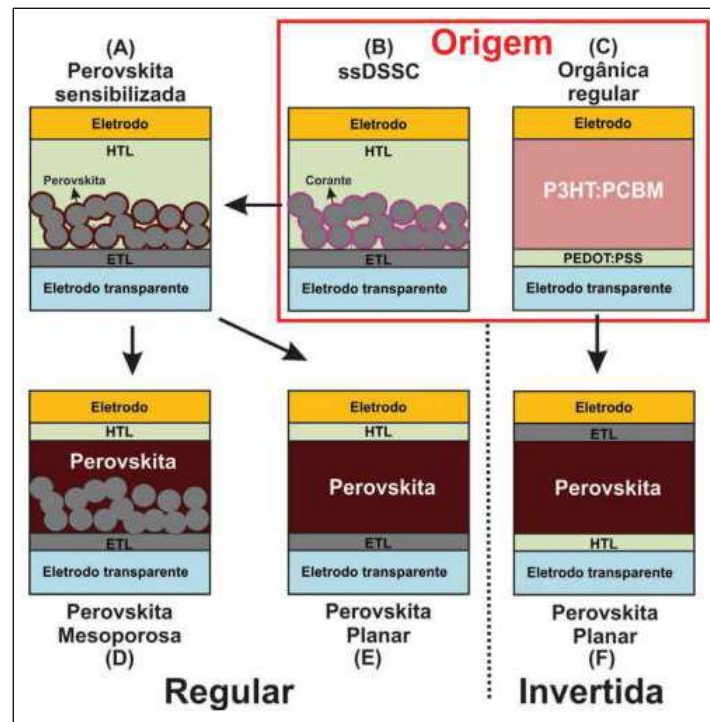 Origem
(A)
Perovskita
sensibilizada
Eletrodo
HTL
Perovskita
ETL
Eletrodo transparente
(B)
ssDSSC
Eletrodo
HTL
Corante
ETL
Eletrodo transparente
(C)
Orgânica
regular
Eletrodo
P3HT:PCBM
PEDOT:PSS
Eletrodo transparente
Eletrodo
HTL
Perovskita
ETL
Eletrodo transparente
Perovskita
Mesoporosa
(D)
Eletrodo
HTL
Perovskita
ETL
Eletrodo transparente
Perovskita
Planar
(E)
Eletrodo
ETL
Perovskita
HTL
Eletrodo transparente
Perovskita
Planar
(F)
Regular
Invertida